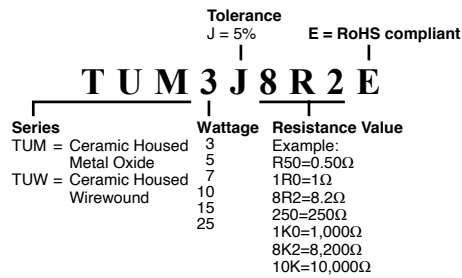 Tolerance
J = 5%
E = RoHS compliant
T U M 3 J 8 R 2 E
Series
TUM = Ceramic Housed
Metal Oxide
TUW = Ceramic Housed
Wirewound
Wattage
3
5
7
10
15
25
Resistance Value
Example:
R50=0.50Ω
1R0=1Ω
8R2=8.2Ω
250=250Ω
1K0=1,000Ω
8K2=8,200Ω
10K=10,000Ω